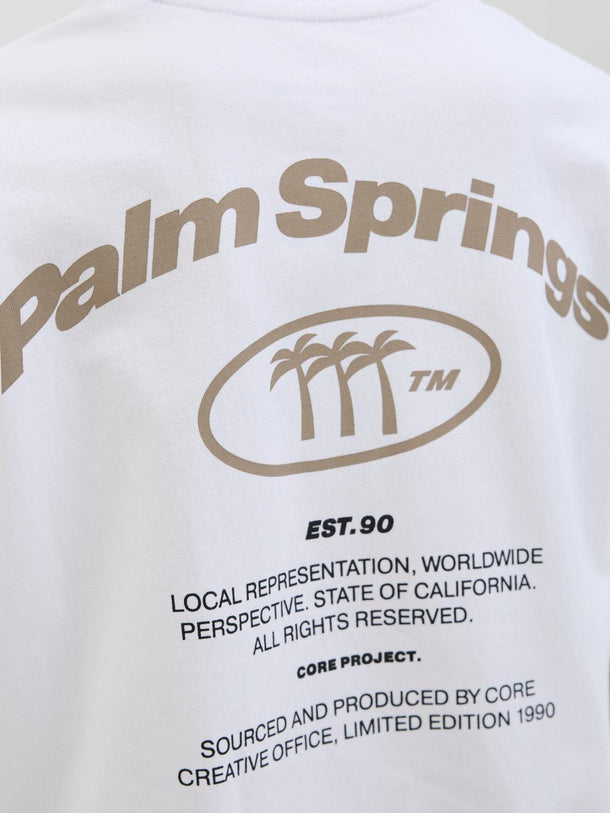 Palm Springs
TM
EST.90
LOCAL REPRESENTATION, WORLDWIDE
PERSPECTIVE. STATE OF CALIFORNIA.
ALL RIGHTS RESERVED.
CORE PROJECT.
SOURCED AND PRODUCED BY CORE
CREATIVE OFFICE, LIMITED EDITION 1990